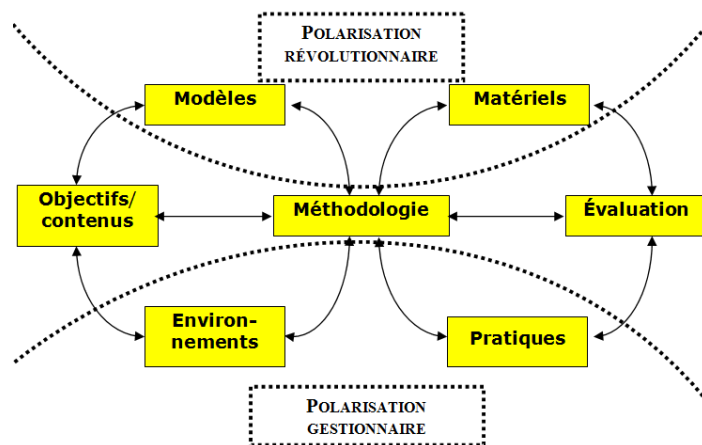 POLARISATION
RÉVOLUTIONNAIRE
Modèles
Matériels
Objectifs/
contenus
Méthodologie
Évaluation
Environ-
nements
Pratiques
POLARISATION
GESTIONNAIRE